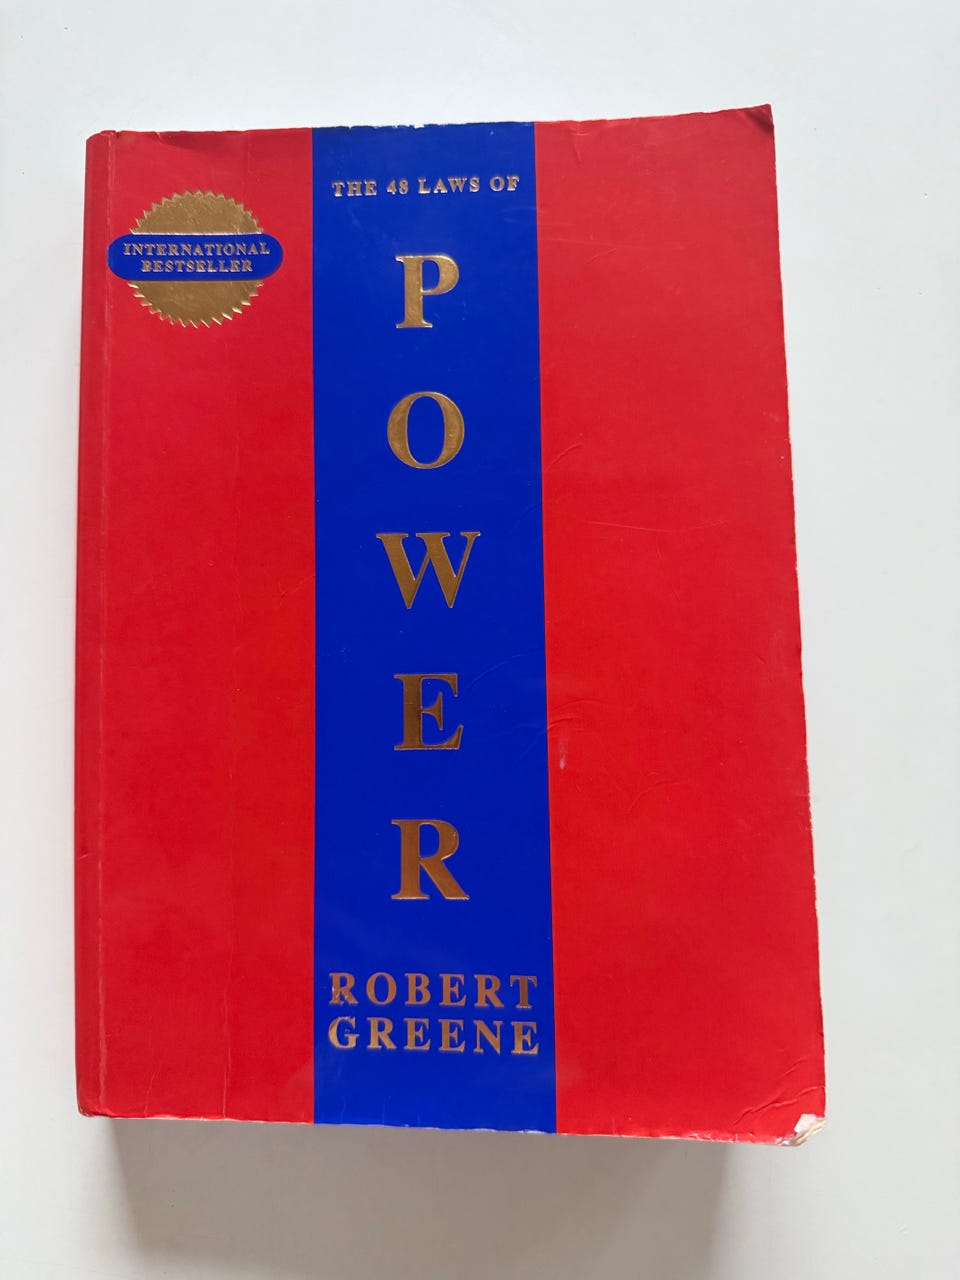 THE 48 LAWS OF
INTERNATIONAL
BESTSELLER
P
O
W
E
R
ROBERT
GREENE